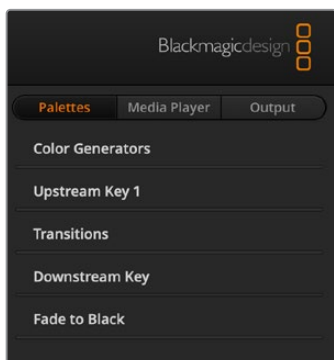 Blackmagicdesign
Palettes Media Player Output
Color Generators
Upstream Key 1
Transitions
Downstream Key
Fade to Black